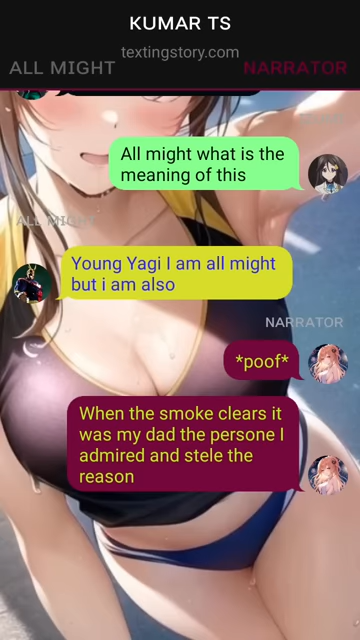 KUMAR TS
textingstory.com
ALL MIGHT
NARRATOR
All might what is the
meaning of this
ALL MIGHT
Young Yagi I am all might
but i am also
NARRATOR
*poof*
When the smoke clears it
was my dad the persone I
admired and stele the
reason